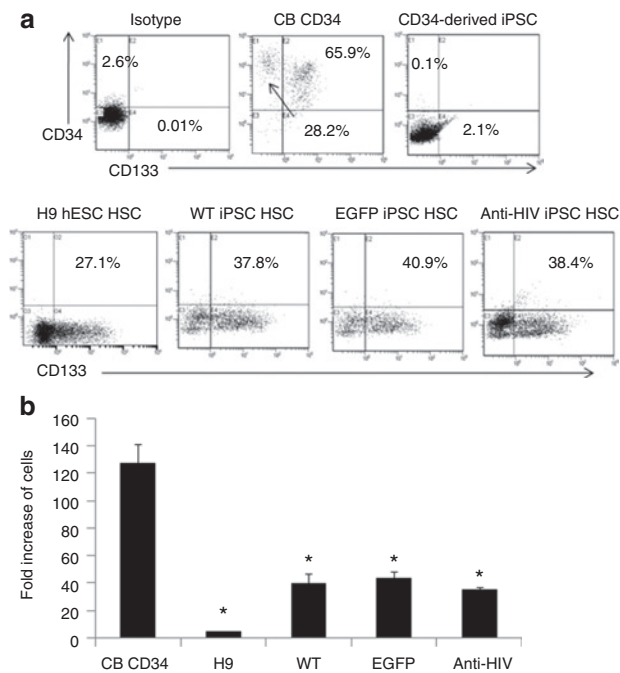 a
Isotype
CB CD34
CD34-derived iPSC
2.6%
65.9%
0.1%
0.01%
28.2%
2.1%
CD34
CD133
H9 hESC HSC
WT iPSC HSC
EGFP iPSC HSC
Anti-HIV iPSC HSC
27.1%
37.8%
40.9%
38.4%
CD133
b
Fold increase of cells
160
140
120
100
80
60
40
20
0
*
*
*
*
CB CD34
H9
WT
EGFP
Anti-HIV